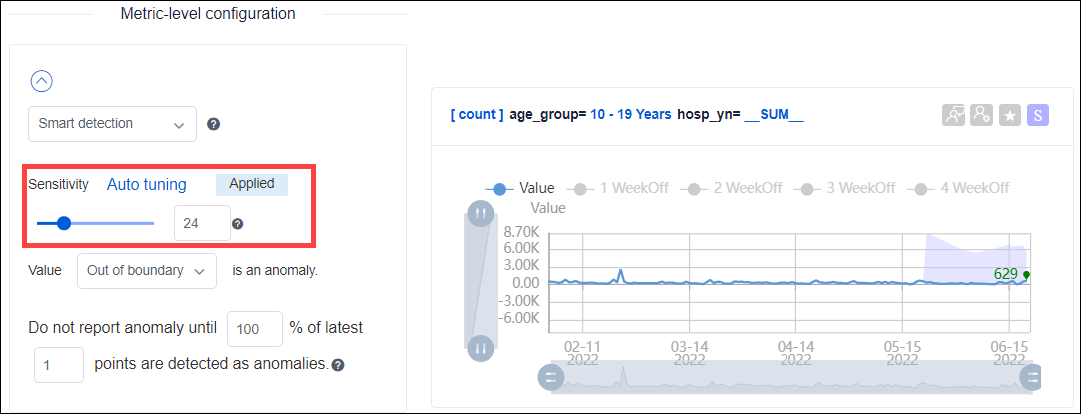 Metric-level configuration
Smart detection
?
Sensitivity Auto tuning Applied
24 ?
Value Out of boundary is an anomaly.
Do not report anomaly until 100 % of latest
1 points are detected as anomalies. ?
[ count ] age_group= 10 - 19 Years hosp_yn= __SUM__
S
Value 1 WeekOff 2 WeekOff 3 WeekOff 4 WeekOff
Value
8.70K
6.00K
3.00K
0.00
-3.00K
-6.00K
629
02-11 03-14 04-14 05-15 06-15
2022 2022 2022 2022 2022